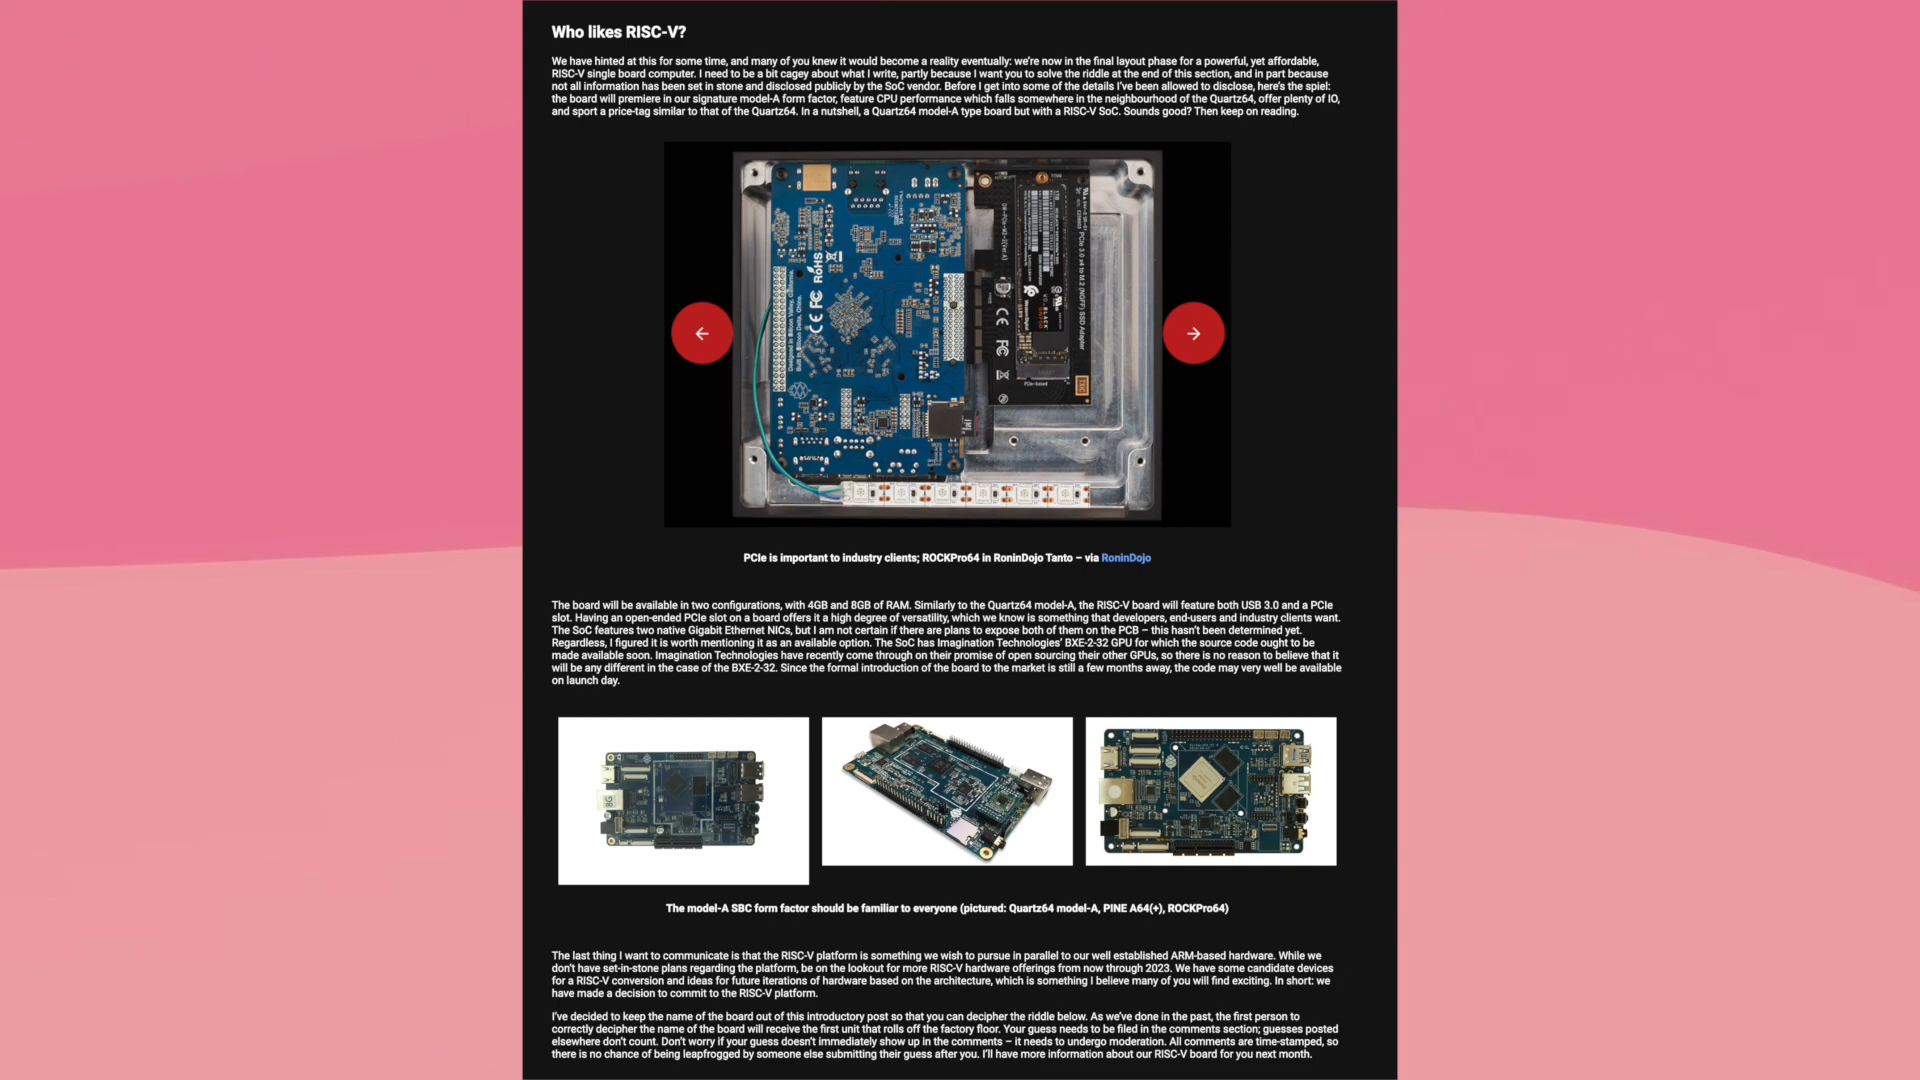 Who likes RISC-V?
We have hinted at this for some time, and many of you knew it would become a reality eventually: we're now in the final layout phase for a powerful, yet affordable,
RISC-V single board computer. I need to be a bit cagey about what I write, partly because I want you to solve the riddle at the end of this section, and in part because
not all information has been set in stone and disclosed publicly by the SoC vendor. Before I get into some of the details I've been allowed to disclose, here's the spiel:
the board will premiere in our signature model-A form factor, feature CPU performance which falls somewhere in the neighbourhood of the Quartz64, offer plenty of IO,
and sport a price-tag similar to that of the Quartz64. In a nutshell, a Quartz64 model-A type board but with a RISC-V SoC. Sounds good? Then keep on reading.
Designed in Silicon Valley, California.
Built in Silicon Delta, China.
CE FC RoHS
PCIe 3.0 x4 to M.2 (NGFF) SSD Adapter
CE FC
PCIe-based
PCIe is important to industry clients; ROCKPro64 in RoninDojo Tanto – via RoninDojo
The board will be available in two configurations, with 4GB and 8GB of RAM. Similarly to the Quartz64 model-A, the RISC-V board will feature both USB 3.0 and a PCIe
slot. Having an open-ended PCIe slot on a board offers it a high degree of versatility, which we know is something that developers, end-users and industry clients want.
The SoC features two native Gigabit Ethernet NICs, but I am not certain if there are plans to expose both of them on the PCB – this hasn't been determined yet.
Regardless, I figured it is worth mentioning it as an available option. The SoC has Imagination Technologies' BXE-2-32 GPU for which the source code ought to be
made available soon. Imagination Technologies have recently come through on their promise of open sourcing their other GPUs, so there is no reason to believe that it
will be any different in the case of the BXE-2-32. Since the formal introduction of the board to the market is still a few months away, the code may very well be available
on launch day.
8G
The model-A SBC form factor should be familiar to everyone (pictured: Quartz64 model-A, PINE A64(+), ROCKPro64)
The last thing I want to communicate is that the RISC-V platform is something we wish to pursue in parallel to our well established ARM-based hardware. While we
don't have set-in-stone plans regarding the platform, be on the lookout for more RISC-V hardware offerings from now through 2023. We have some candidate devices
for a RISC-V conversion and ideas for future iterations of hardware based on the architecture, which is something I believe many of you will find exciting. In short: we
have made a decision to commit to the RISC-V platform.
I've decided to keep the name of the board out of this introductory post so that you can decipher the riddle below. As we've done in the past, the first person to
correctly decipher the name of the board will receive the first unit that rolls off the factory floor. Your guess needs to be filed in the comments section; guesses posted
elsewhere don't count. Don't worry if your guess doesn't immediately show up in the comments – it needs to undergo moderation. All comments are time-stamped, so
there is no chance of being leapfrogged by someone else submitting their guess after you. I'll have more information about our RISC-V board for you next month.